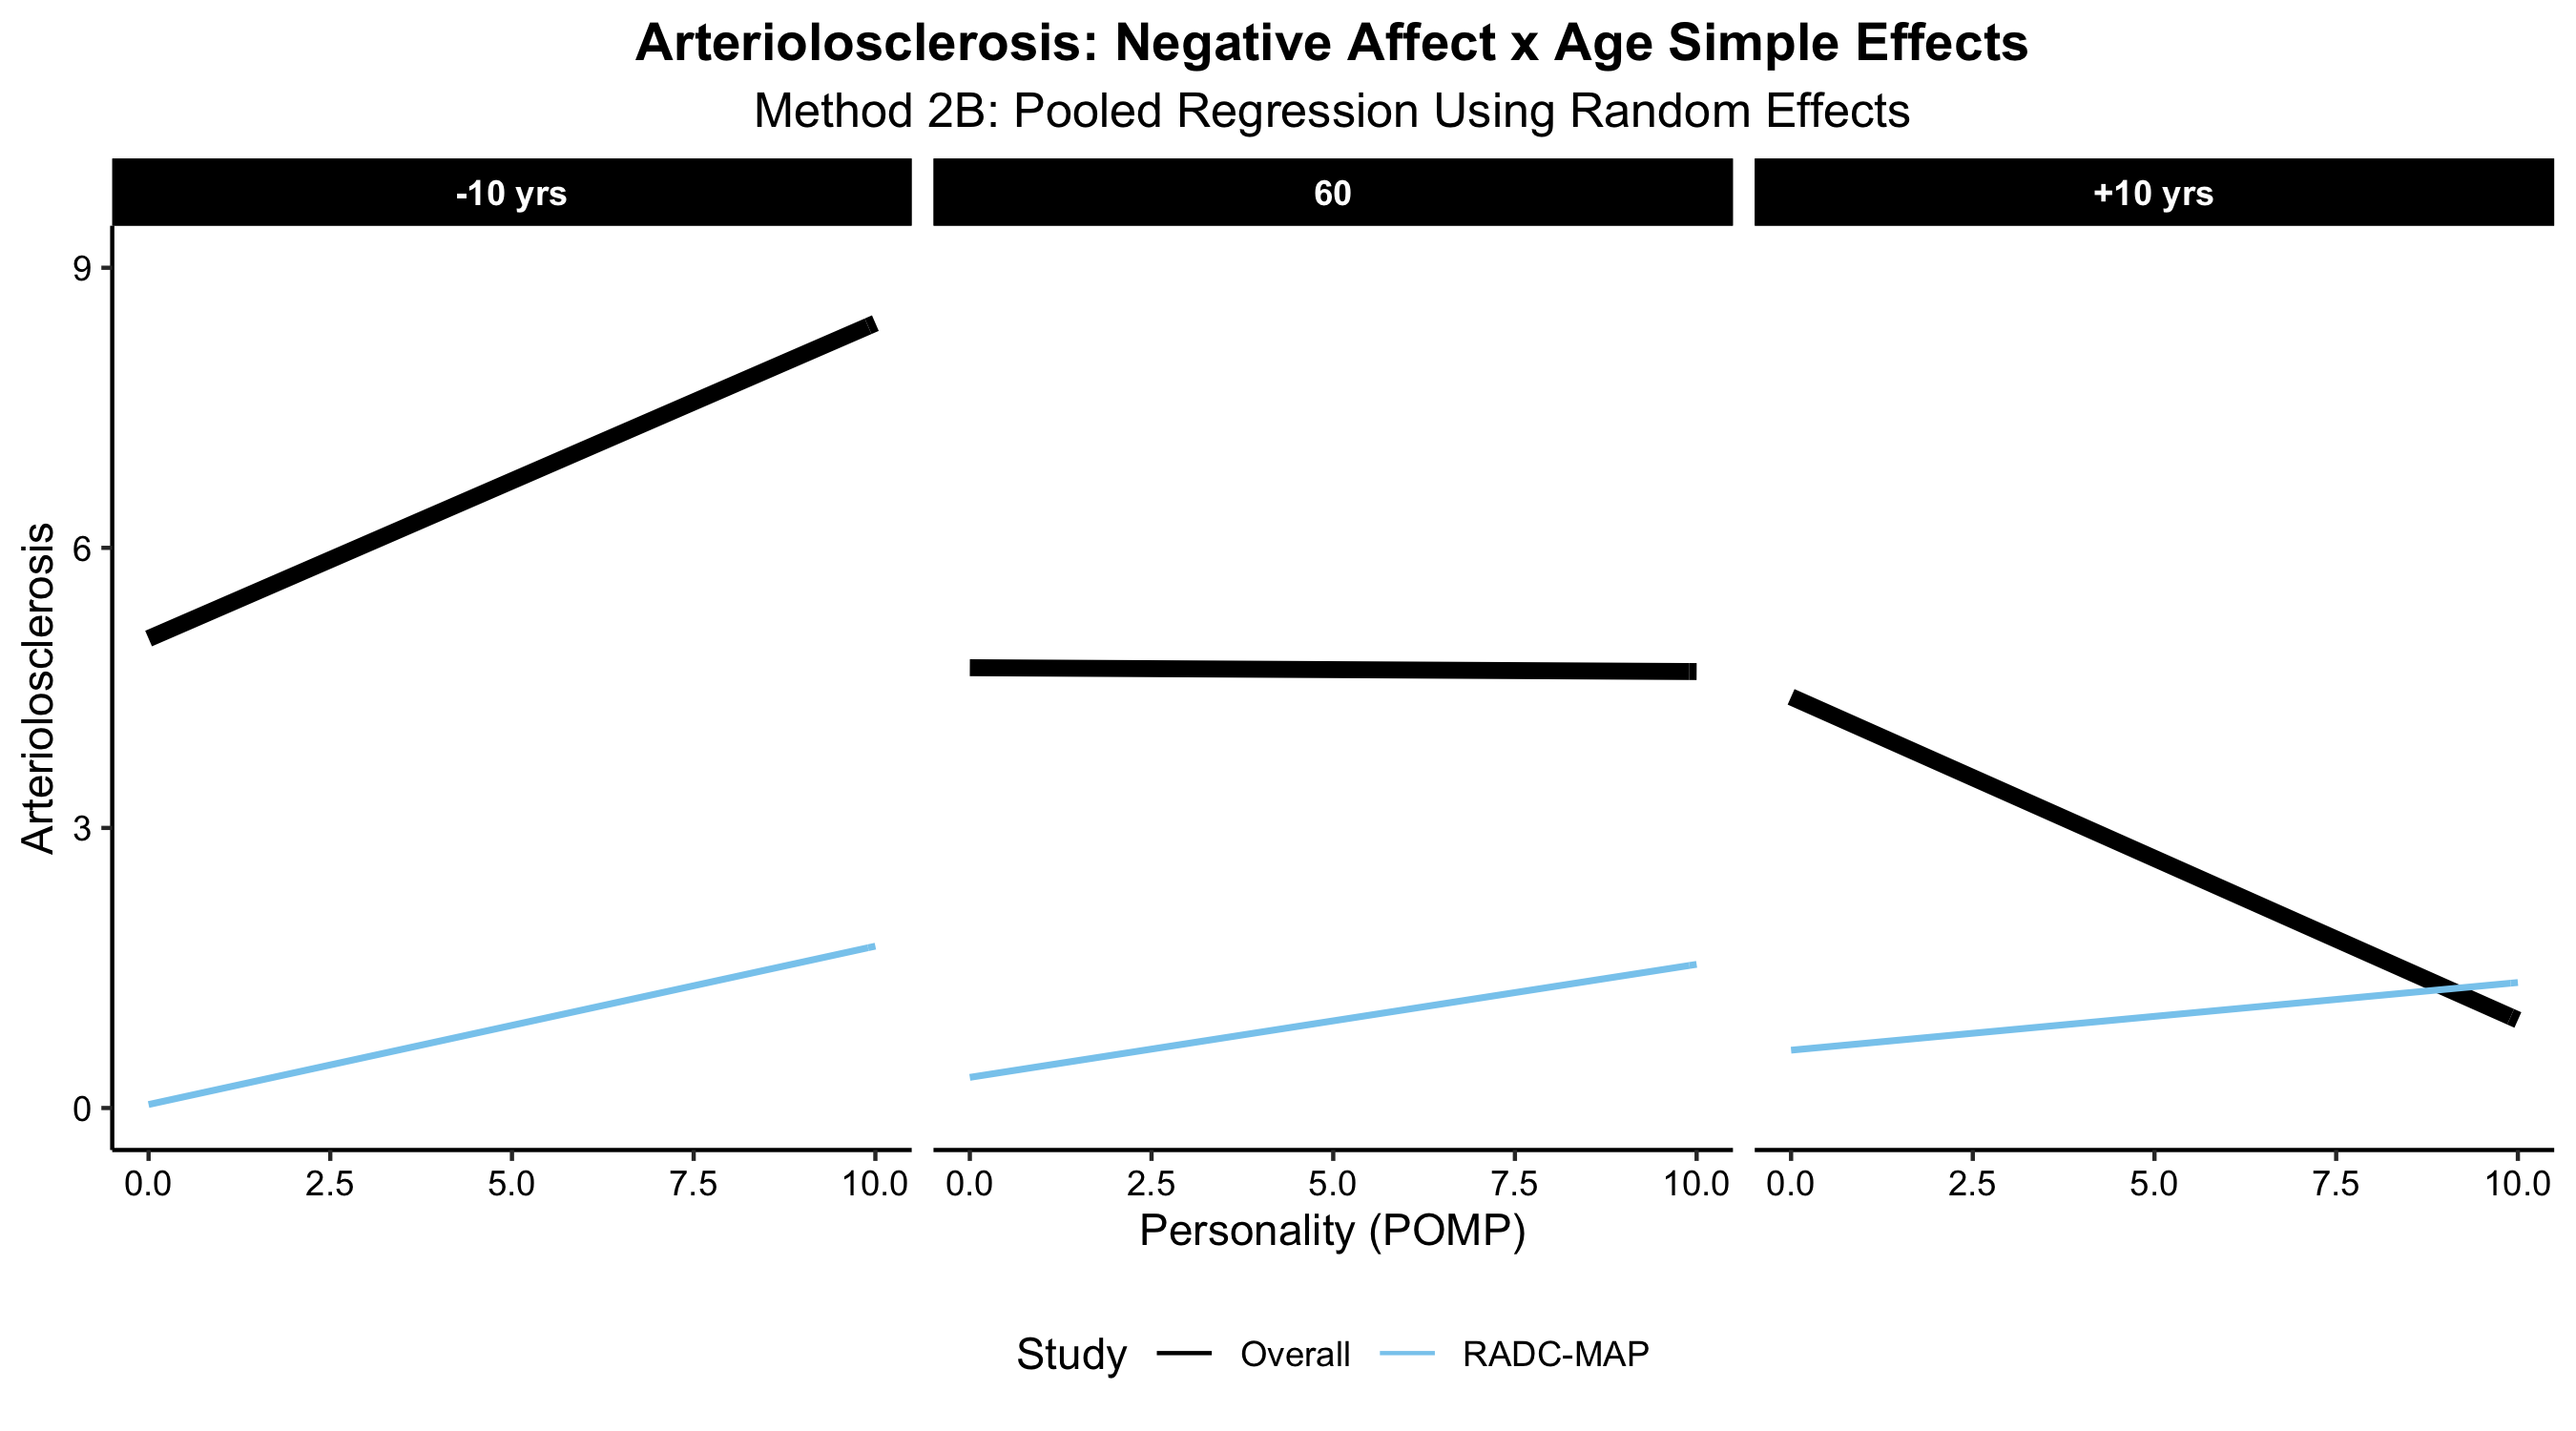 Arteriolosclerosis: Negative Affect x Age Simple Effects
Method 2B: Pooled Regression Using Random Effects
-10 yrs 60 +10 yrs
Arteriolosclerosis
9
6
3
0
0.0 2.5 5.0 7.5 10.0 0.0 2.5 5.0 7.5 10.0 0.0 2.5 5.0 7.5 10.0
Personality (POMP)
Study Overall RADC-MAP